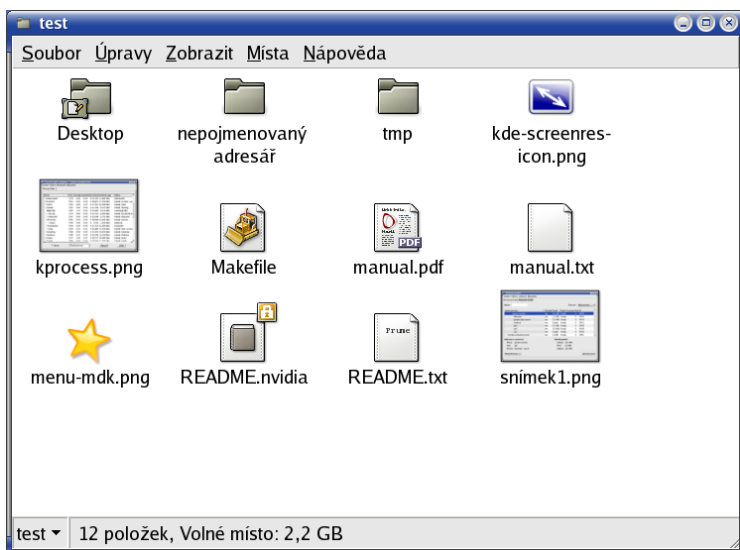 test
Soubor Úpravy Zobrazit Místa Nápověda
Desktop nepojmenovaný adresář tmp kde-screenres-icon.png
kprocess.png Makefile manual.pdf manual.txt
PDF
menu-mdk.png README.nvidia README.txt snímek1.png
test 12 položek, Volné místo: 2,2 GB